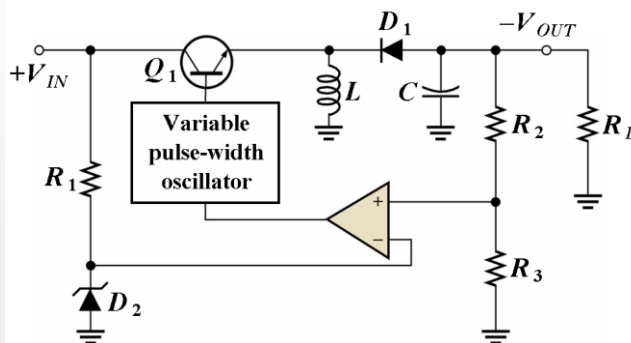 D1
−VOUT
+VIN
Q1
L
C
R2
Variable
pulse-width
oscillator
R1
+
−
R3
D2